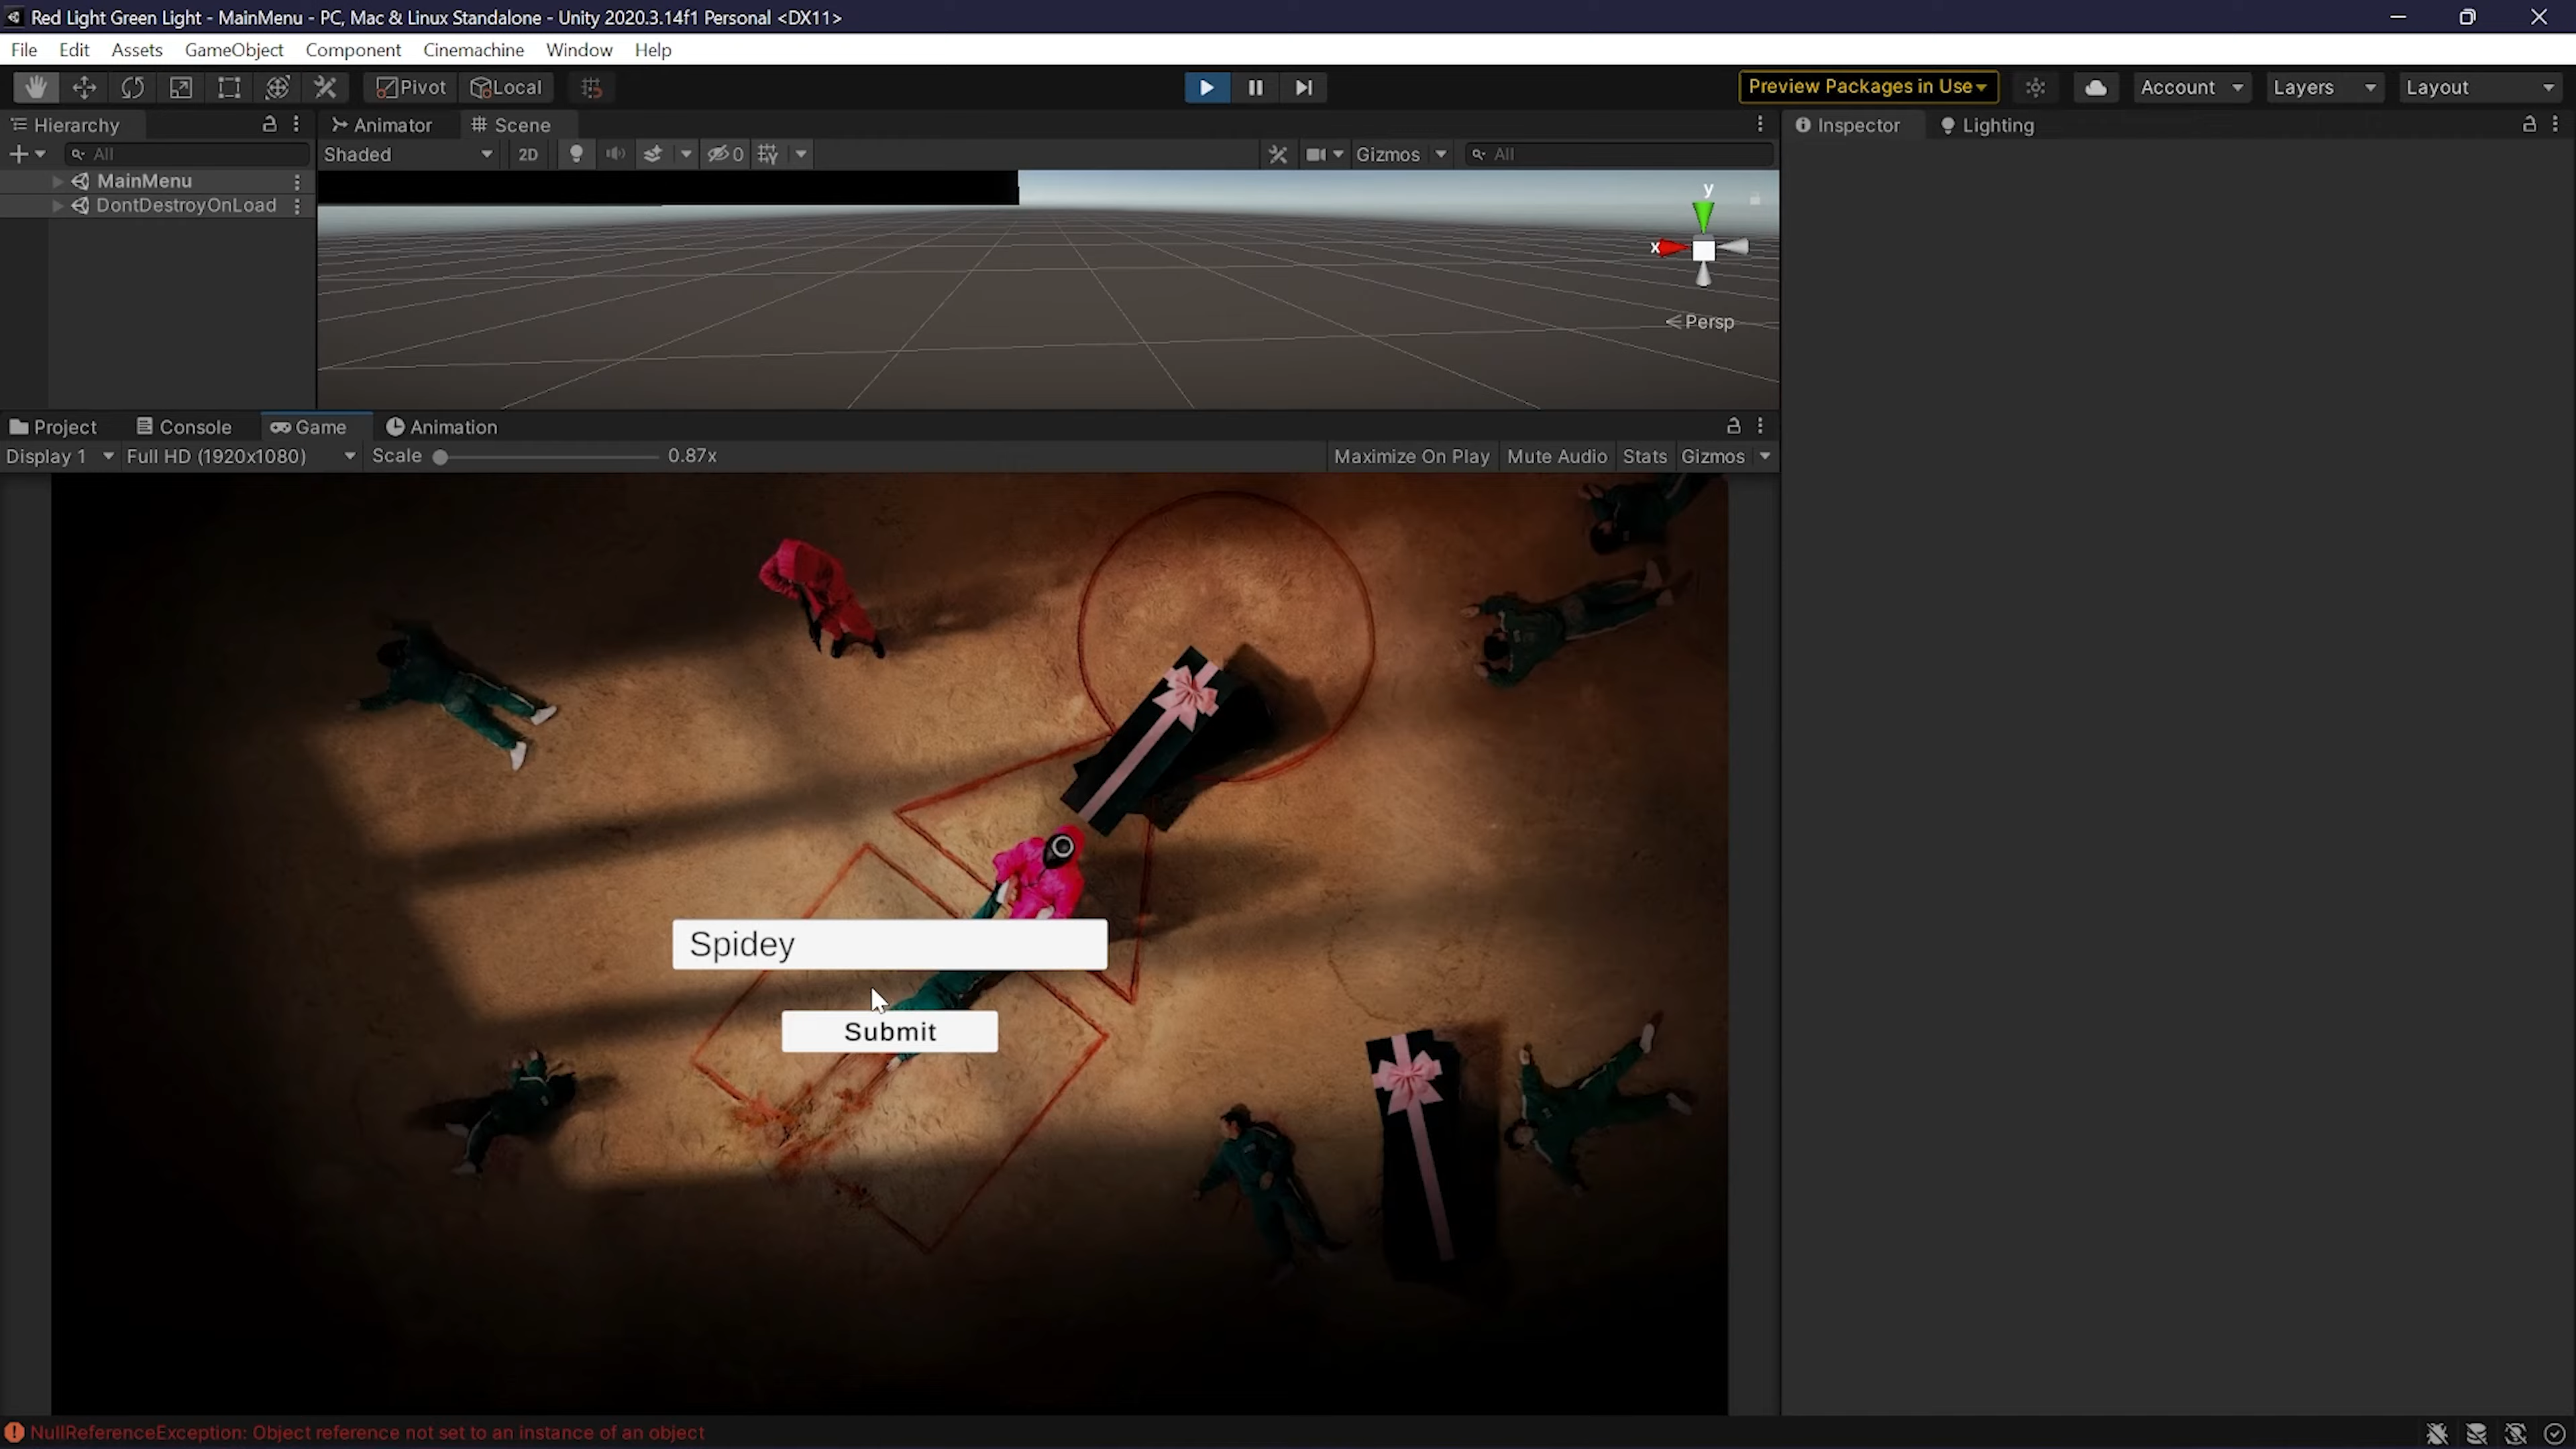 Red Light Green Light - MainMenu - PC, Mac & Linux Standalone - Unity 2020.3.14f1 Personal <DX11>
File Edit Assets GameObject Component Cinemachine Window Help
Pivot Local Preview Packages in Use Account Layers Layout
Hierarchy Animator Scene Inspector Lighting
All Shaded 2D 0 Gizmos All
MainMenu
DontDestroyOnLoad
y
x
Persp
Project Console Game Animation
Display 1 Full HD (1920x1080) Scale 0.87x Maximize On Play Mute Audio Stats Gizmos
Spidey
Submit
NullReferenceException: Object reference not set to an instance of an object